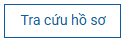 Tra cứu hồ sơ